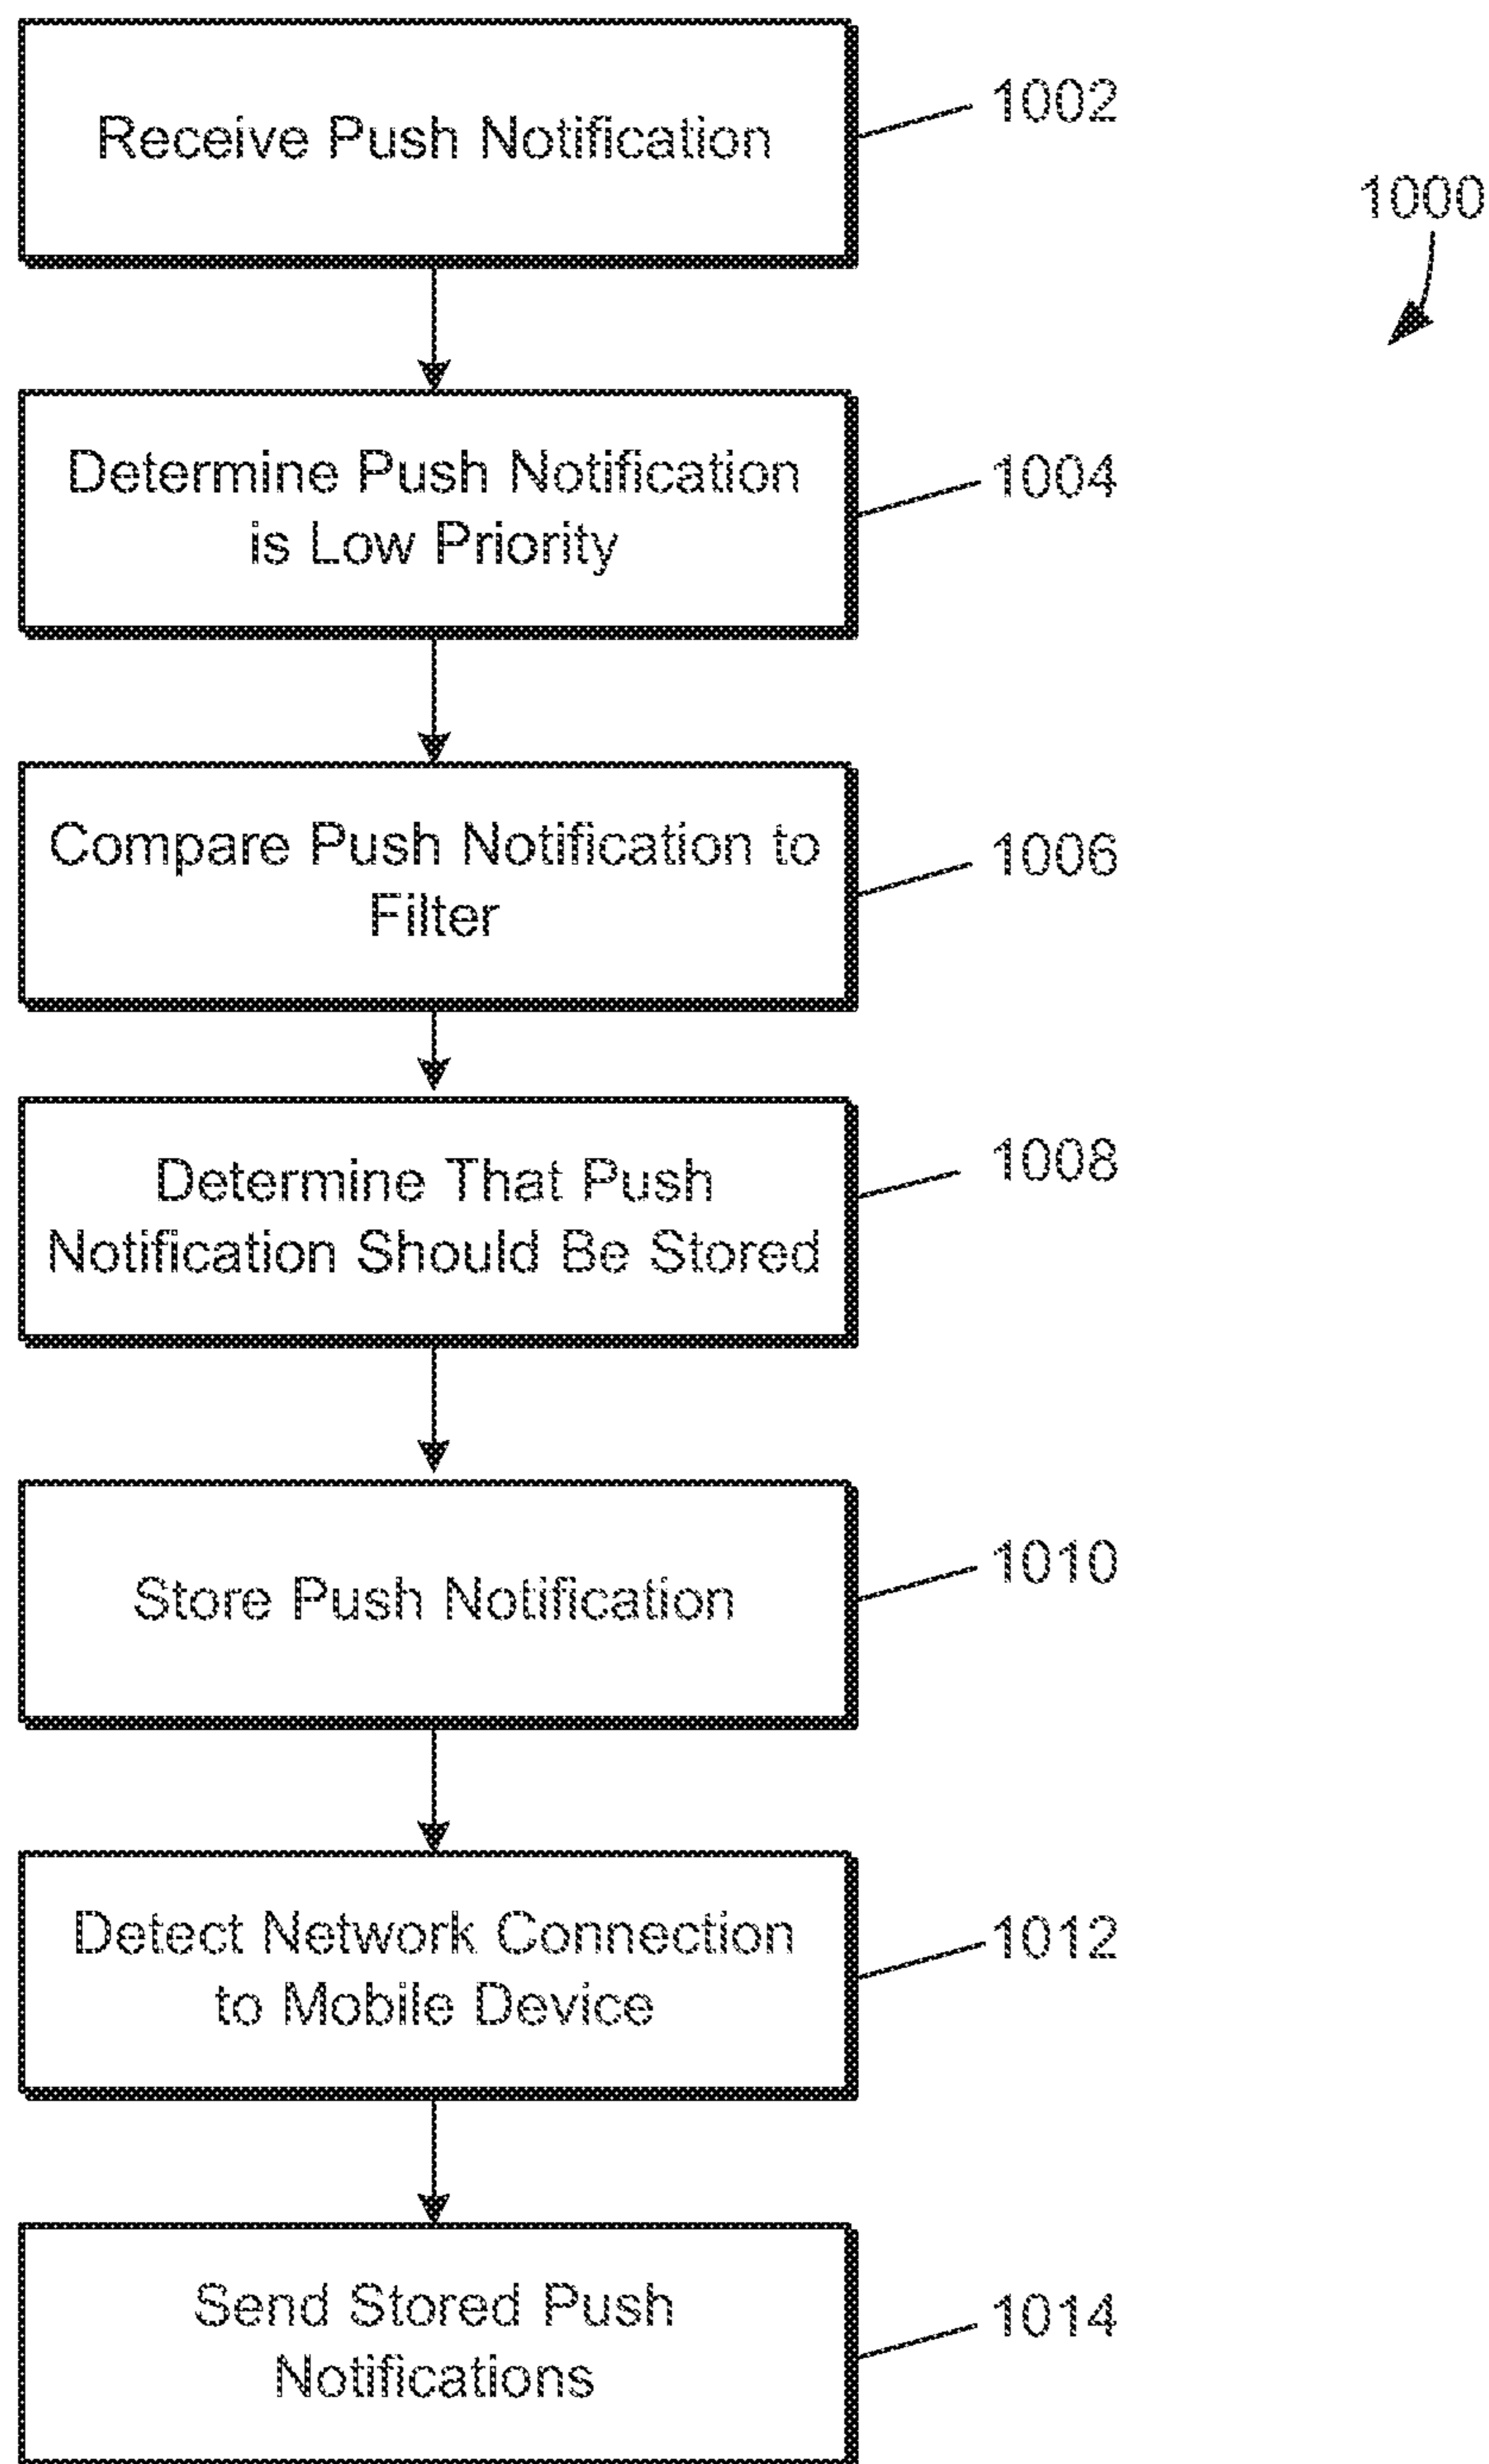 Receive Push Notification
1002
1000
Determine Push Notification
is Low Priority
1004
Compare Push Notification to
Filter
1006
Determine That Push
Notification Should Be Stored
1008
Store Push Notification
1010
Detect Network Connection
to Mobile Device
1012
Send Stored Push
Notifications
1014